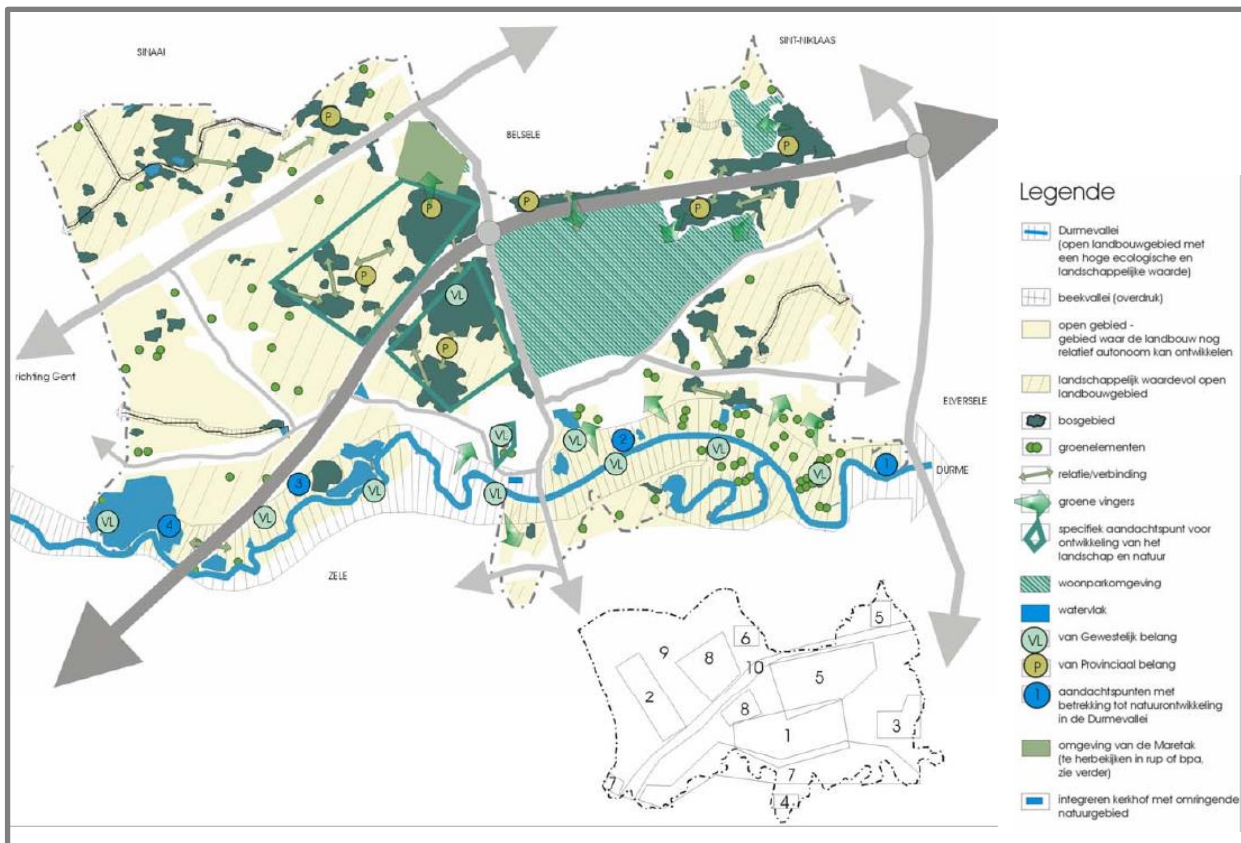 SINAAI
SINT-NIKLAAS
BELSELE
P
P
P
P
P
P
VL
P
richting Gent
ELVERSELE
VL
VL
2
VL
VL
VL
1
DURME
3
VL
VL
VL
4
VL
ZELE
5
6
9
8
10
5
2
8
3
1
7
7
4
Legende
Durmevallei
(open landbouwgebied met
een hoge ecologische en
landschappelijke waarde)
beekvallei (overdruk)
open gebied -
gebied waar de landbouw nog
relatief autonoom kan ontwikkelen
landschappelijk waardevol open
landbouwgebied
bosgebied
groenelementen
relatie/verbinding
groene vingers
specifiek aandachtspunt voor
ontwikkeling van het
landschap en natuur
woonparkomgeving
watervlak
VL
van Gewestelijk belang
P
van Provinciaal belang
1
aandachtspunten met
betrekking tot natuurontwikkeling
in de Durmevallei
omgeving van de Maretak
(te herbekijken in rup of bpa,
zie verder)
integreren kerkhof met omringende
natuurgebied